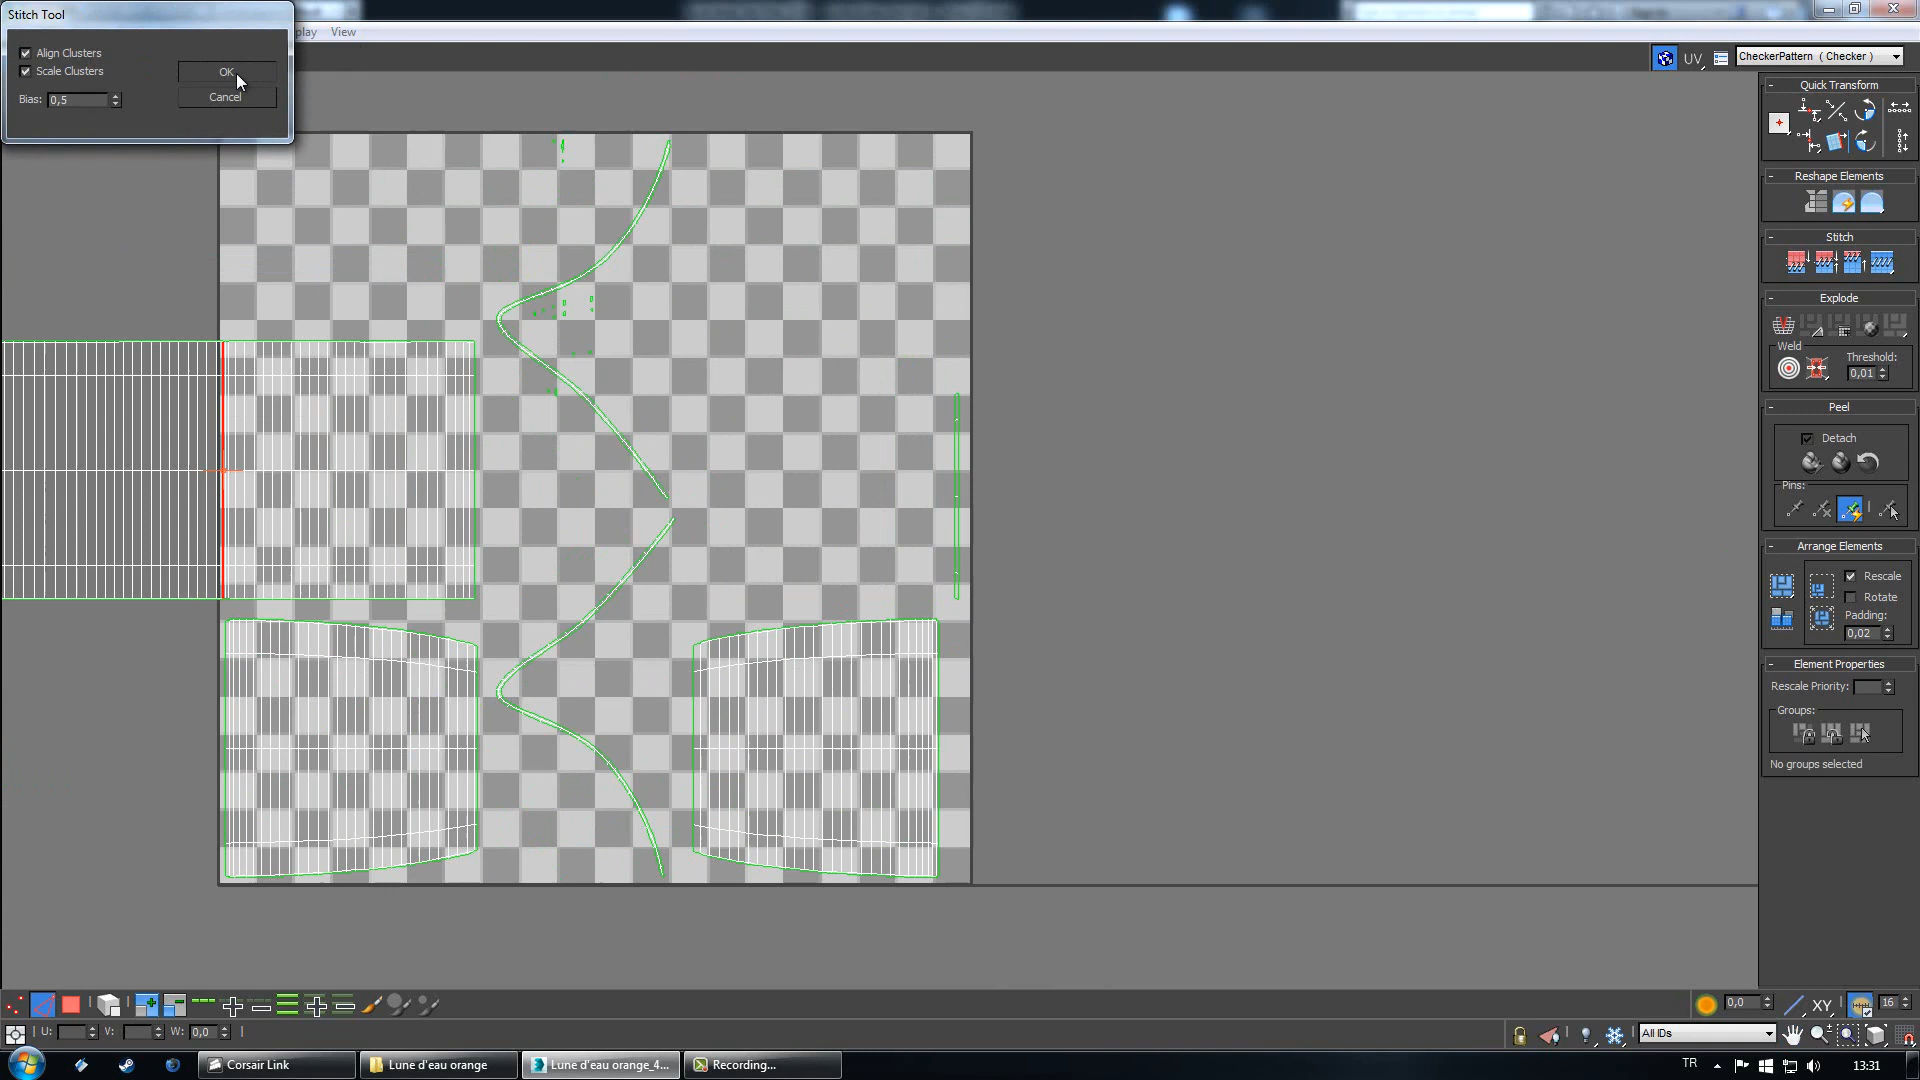 Stitch Tool
Align Clusters
Scale Clusters
OK
Bias: 0,5
Cancel
play View
UV
CheckerPattern ( Checker )
Quick Transform
Reshape Elements
Stitch
Explode
Weld
Threshold:
0,01
Peel
Detach
Pins:
Arrange Elements
Rescale
Rotate
Padding:
0,02
Element Properties
Rescale Priority:
Groups:
No groups selected
0,0
XY
16
U:
V:
W: 0,0
All IDs
Corsair Link
Lune d'eau orange
Lune d'eau orange_4...
Recording...
TR
13:31